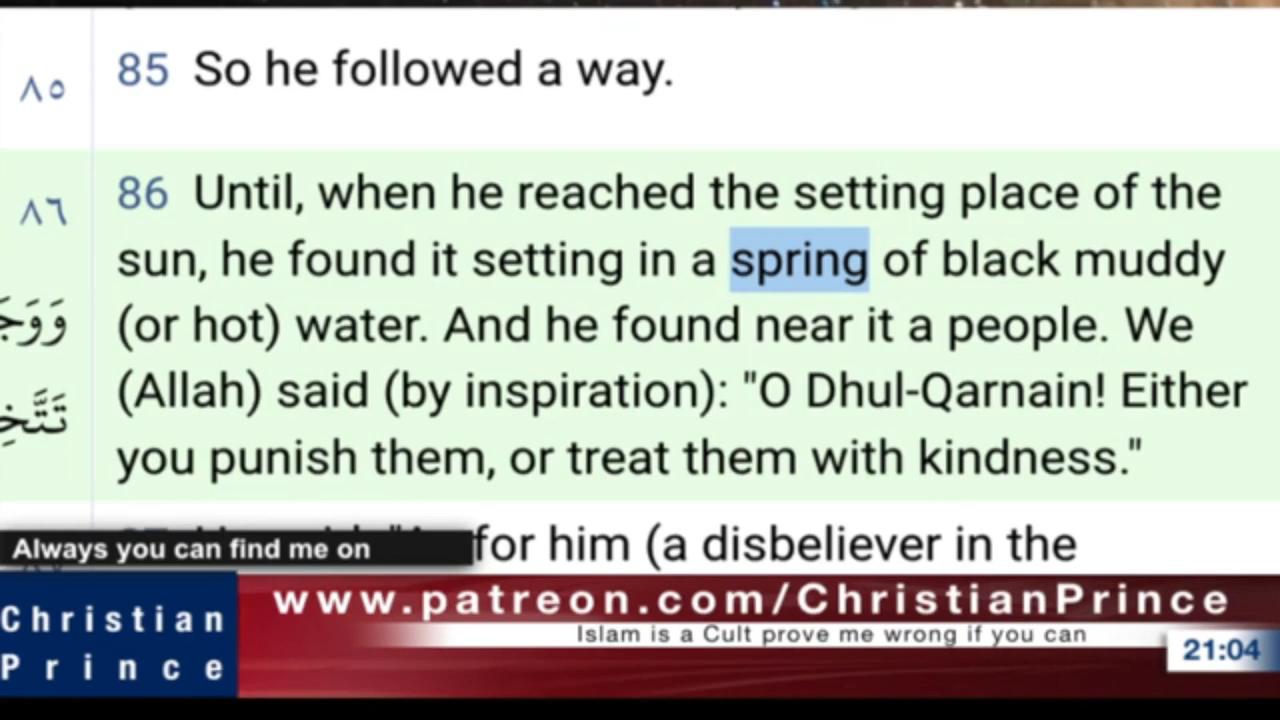 ٨٥
85 So he followed a way.
٨٦
86 Until, when he reached the setting place of the
sun, he found it setting in a spring of black muddy
(or hot) water. And he found near it a people. We
(Allah) said (by inspiration): "O Dhul-Qarnain! Either
you punish them, or treat them with kindness."
for him (a disbeliever in the
Always you can find me on
www.patreon.com/ChristianPrince
Christian
Prince
Islam is a Cult prove me wrong if you can
21:04